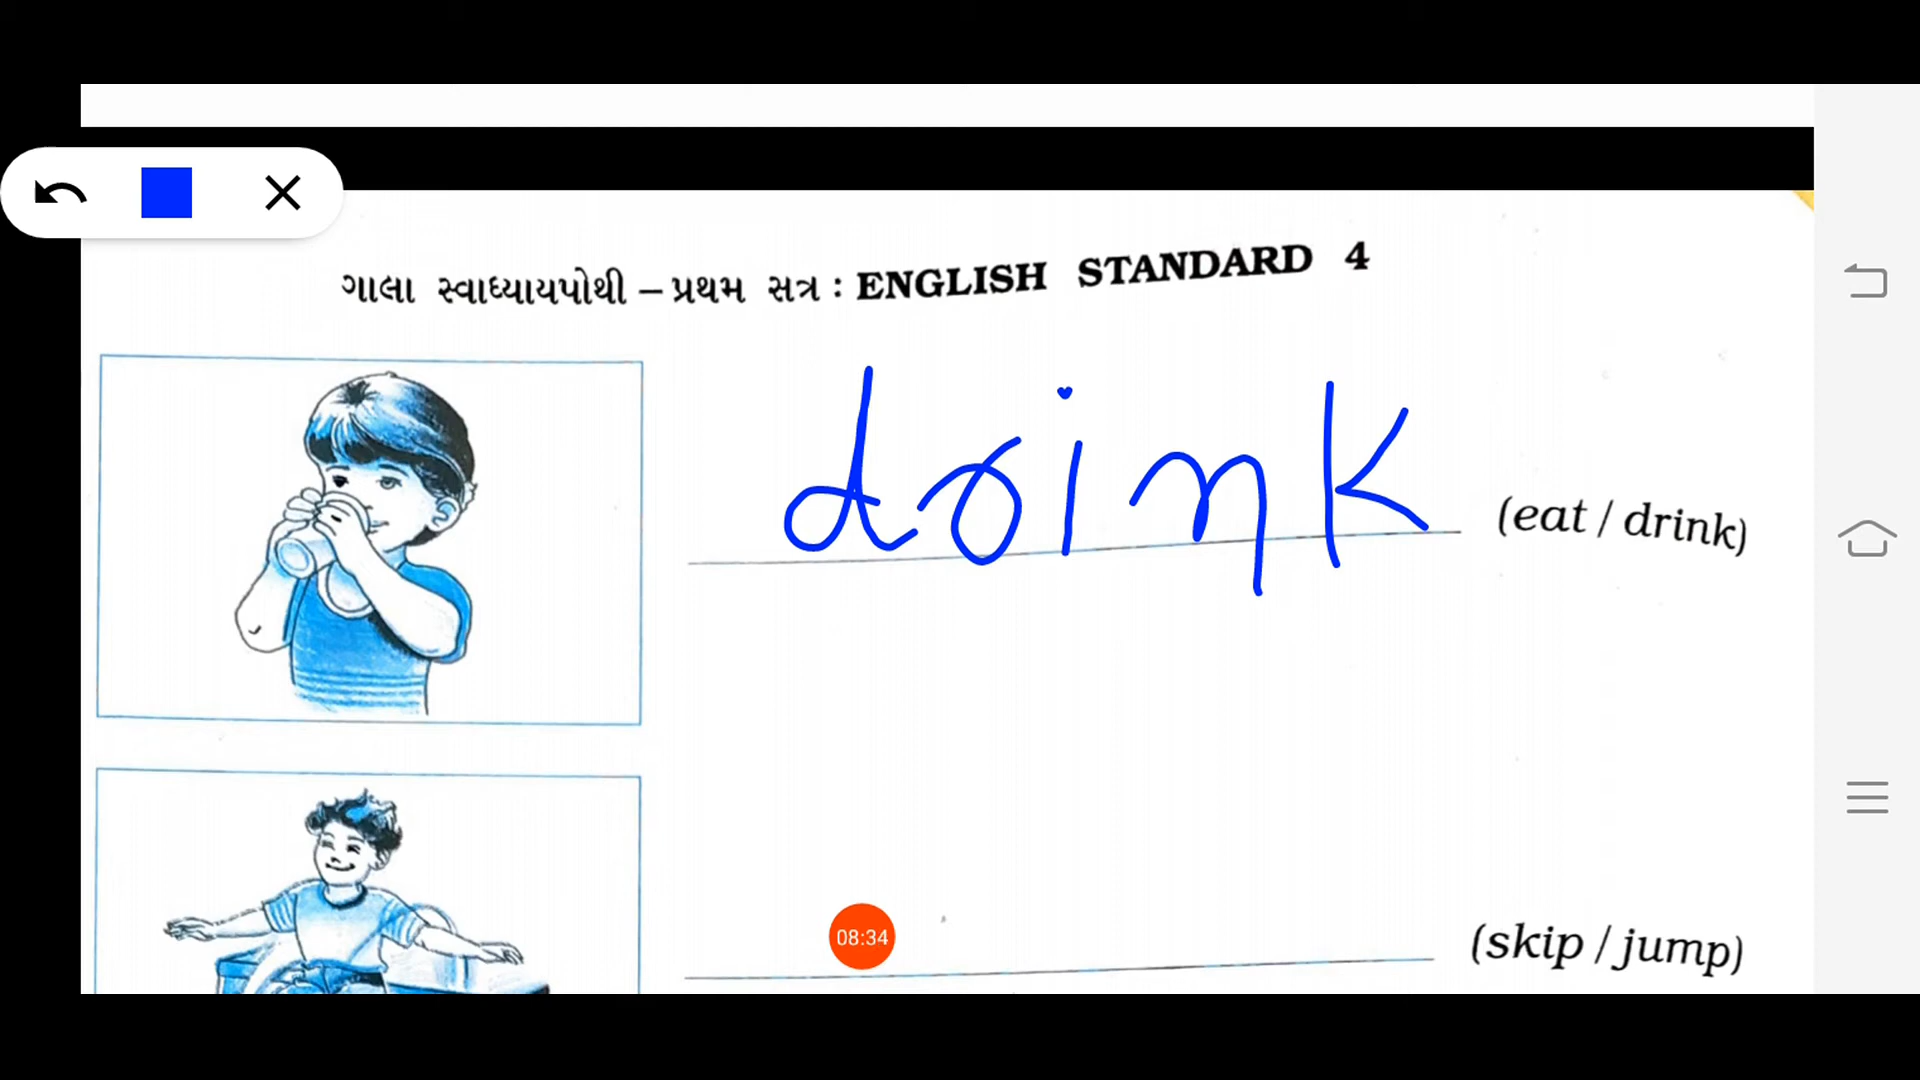 ગાલા સ્વાધ્યાયપોથી – પ્રથમ સત્ર : ENGLISH STANDARD 4
drink (eat / drink)
08:34
(skip / jump)